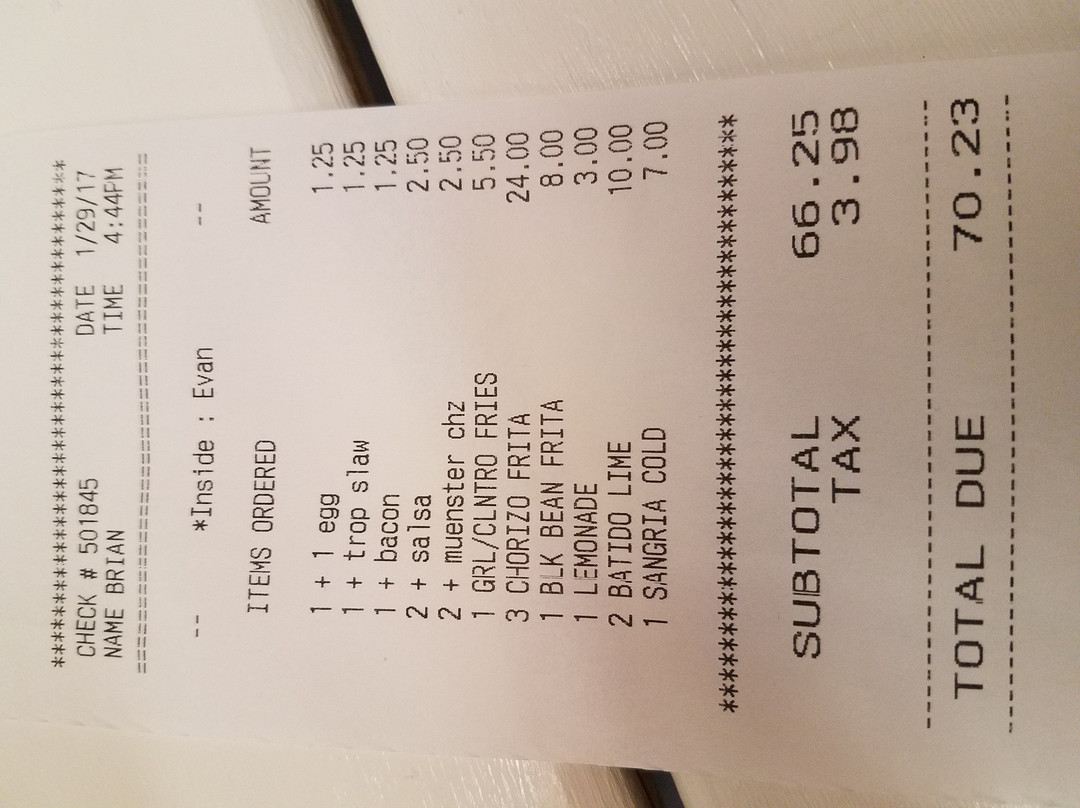 ****************************************
CHECK # 501845 DATE 1/29/17
NAME BRIAN TIME 4:44PM
========================================
-- *Inside : Evan --
ITEMS ORDERED AMOUNT
1 + 1 egg 1.25
1 + trop slaw 1.25
1 + bacon 1.25
2 + salsa 2.50
2 + muenster chz 2.50
1 GRL/CLNTRO FRIES 5.50
3 CHORIZO FRITA 24.00
1 BLK BEAN FRITA 8.00
1 LEMONADE 3.00
2 BATIDO LIME 10.00
1 SANGRIA COLD 7.00
****************************************
SUBTOTAL 66.25
TAX 3.98
----------------------------------------
TOTAL DUE 70.23
----------------------------------------